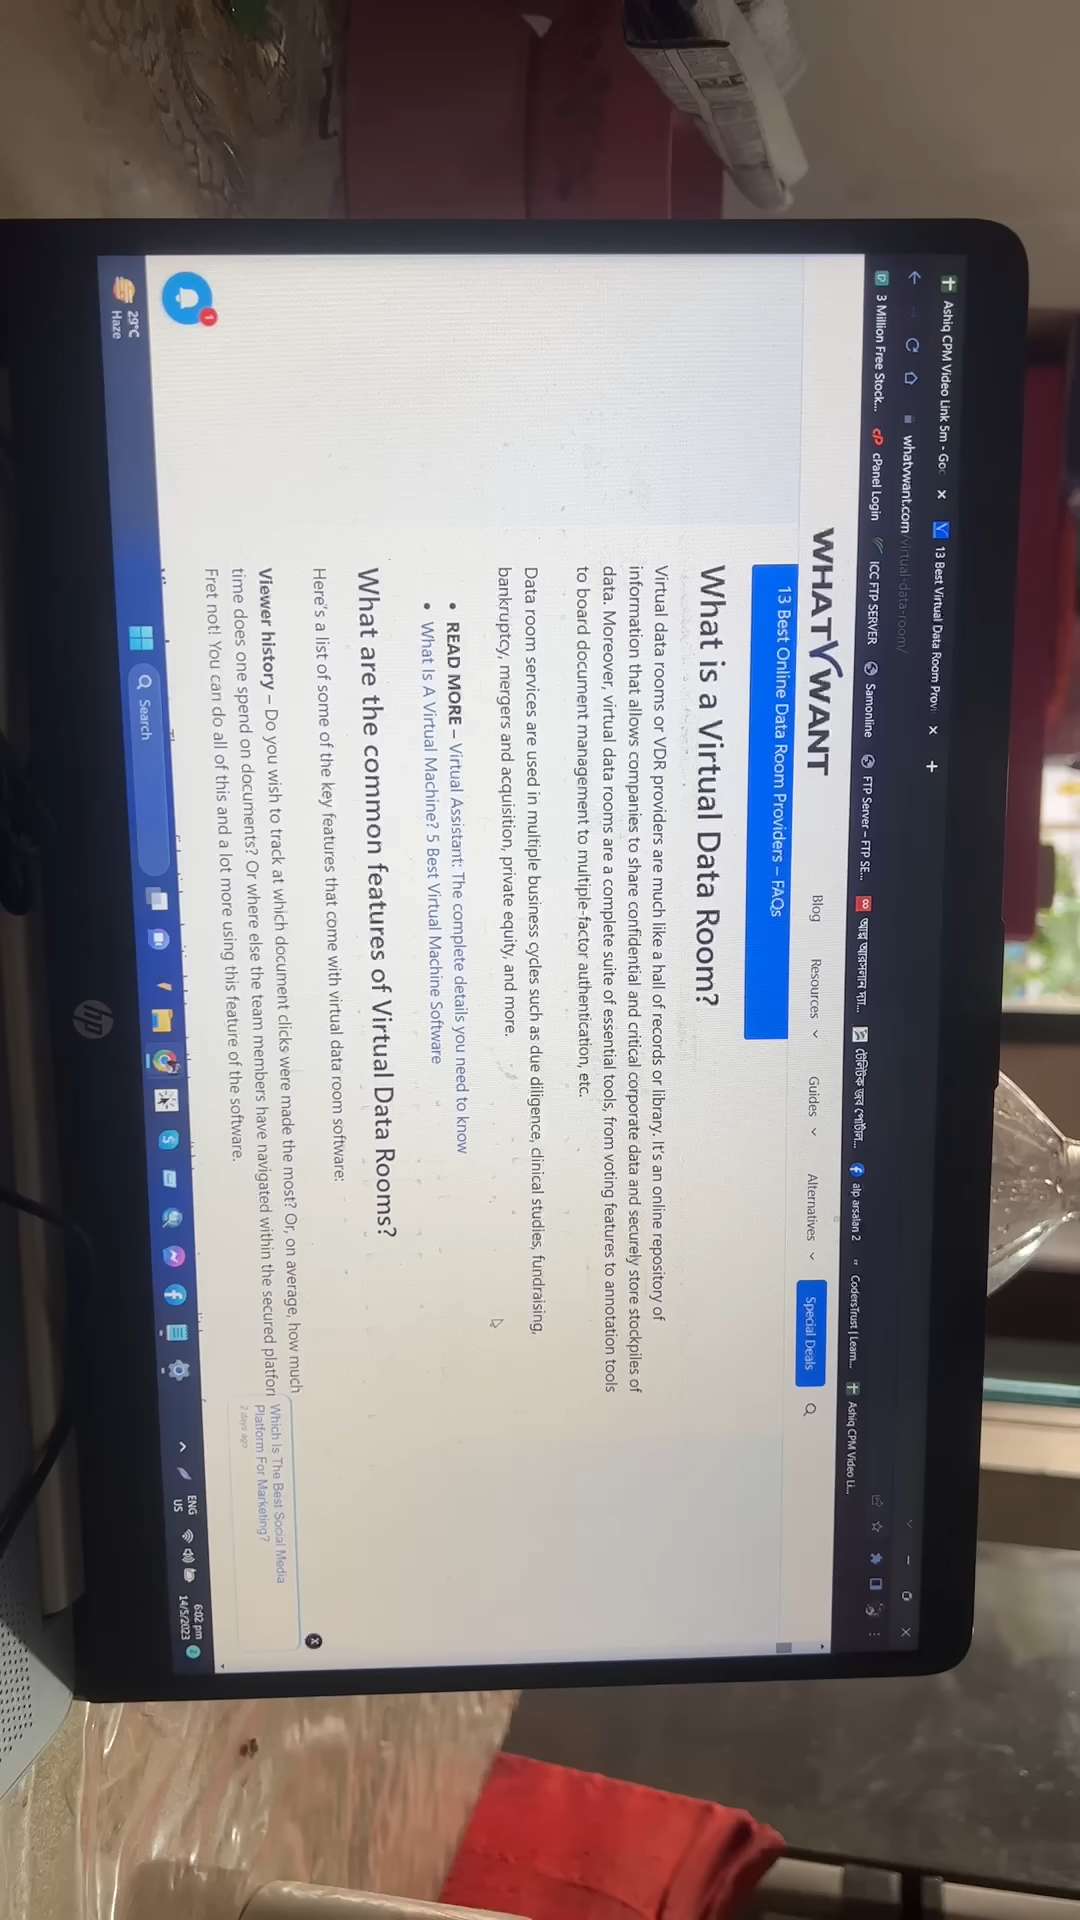 Ashiq CPM Video Link 5m - Goo
13 Best Virtual Data Room Provi
whatvwant.com/virtual-data-room/
3 Million Free Stock...
cPanel Login
ICC FTP SERVER
Samonline
FTP Server – FTP SE...
টেলিটক জব পোর্টাল...
alp arsalan 2
CodersTrust | Learn...
Ashiq CPM Video Li...
WHATVWANT
Blog
Resources
Guides
Alternatives
Special Deals
13 Best Online Data Room Providers – FAQs
What is a Virtual Data Room?
Virtual data rooms or VDR providers are much like a hall of records or library. It's an online repository of
information that allows companies to share confidential and critical corporate data and securely store stockpiles of
data. Moreover, virtual data rooms are a complete suite of essential tools, from voting features to annotation tools
to board document management to multiple-factor authentication, etc.
Data room services are used in multiple business cycles such as due diligence, clinical studies, fundraising,
bankruptcy, mergers and acquisition, private equity, and more.
• READ MORE – Virtual Assistant: The complete details you need to know
• What Is A Virtual Machine? 5 Best Virtual Machine Software
What are the common features of Virtual Data Rooms?
Here's a list of some of the key features that come with virtual data room software:
Viewer history – Do you wish to track at which document clicks were made the most? Or, on average, how much
time does one spend on documents? Or where else the team members have navigated within the secured platfor
Fret not! You can do all of this and a lot more using this feature of the software.
Which Is The Best Social Media
Platform For Marketing?
2 days ago
1
29°C
Haze
Search
ENG
US
6:02 pm
14/5/2023
2
hp